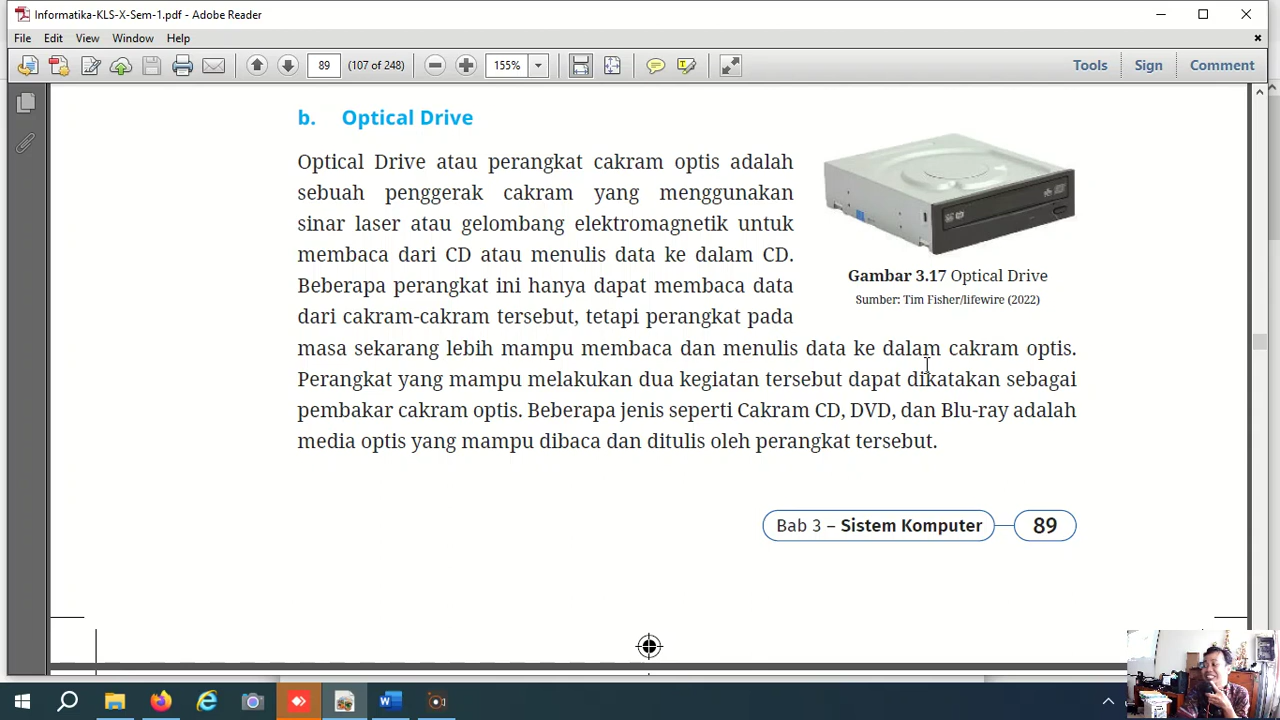 Informatika-KLS-X-Sem-1.pdf - Adobe Reader
File Edit View Window Help
89 (107 of 248) 155% Tools Sign Comment
b. Optical Drive
Optical Drive atau perangkat cakram optis adalah
sebuah penggerak cakram yang menggunakan
sinar laser atau gelombang elektromagnetik untuk
membaca dari CD atau menulis data ke dalam CD.
Beberapa perangkat ini hanya dapat membaca data
dari cakram-cakram tersebut, tetapi perangkat pada
masa sekarang lebih mampu membaca dan menulis data ke dalam cakram optis.
Perangkat yang mampu melakukan dua kegiatan tersebut dapat dikatakan sebagai
pembakar cakram optis. Beberapa jenis seperti Cakram CD, DVD, dan Blu-ray adalah
media optis yang mampu dibaca dan ditulis oleh perangkat tersebut.
Gambar 3.17 Optical Drive
Sumber: Tim Fisher/lifewire (2022)
Bab 3 – Sistem Komputer 89